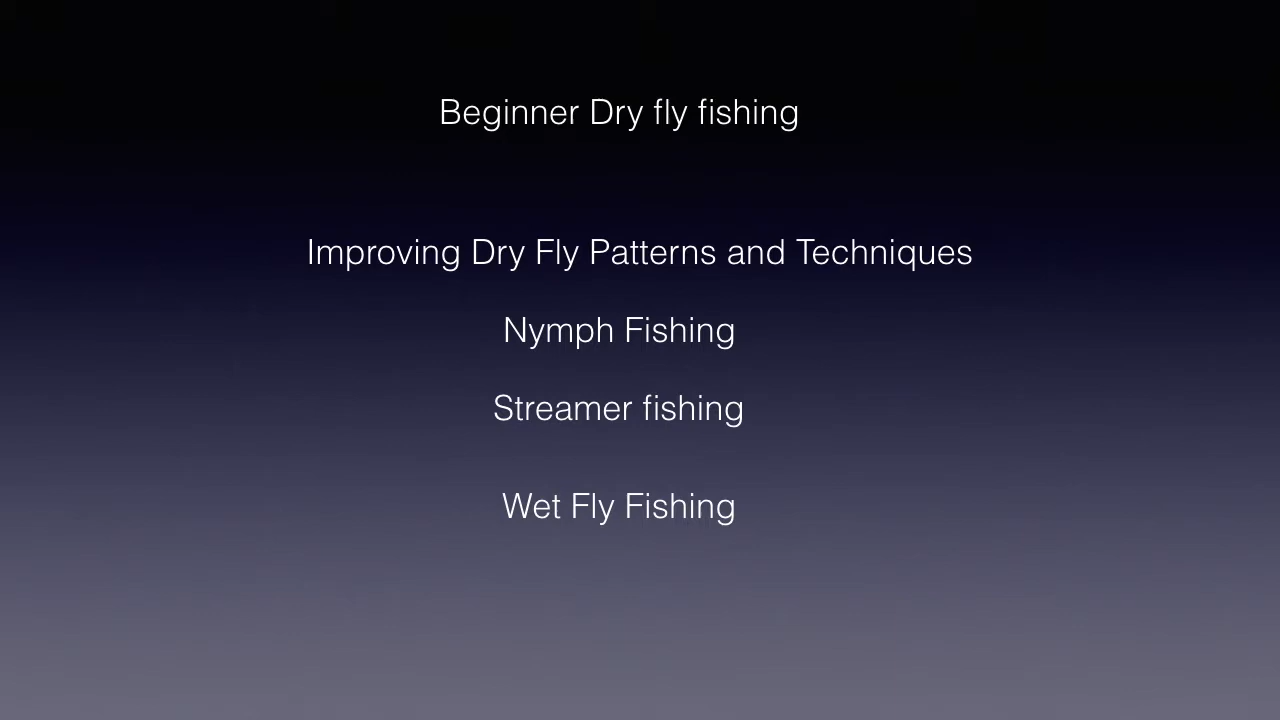 Beginner Dry fly fishing
Improving Dry Fly Patterns and Techniques
Nymph Fishing
Streamer fishing
Wet Fly Fishing